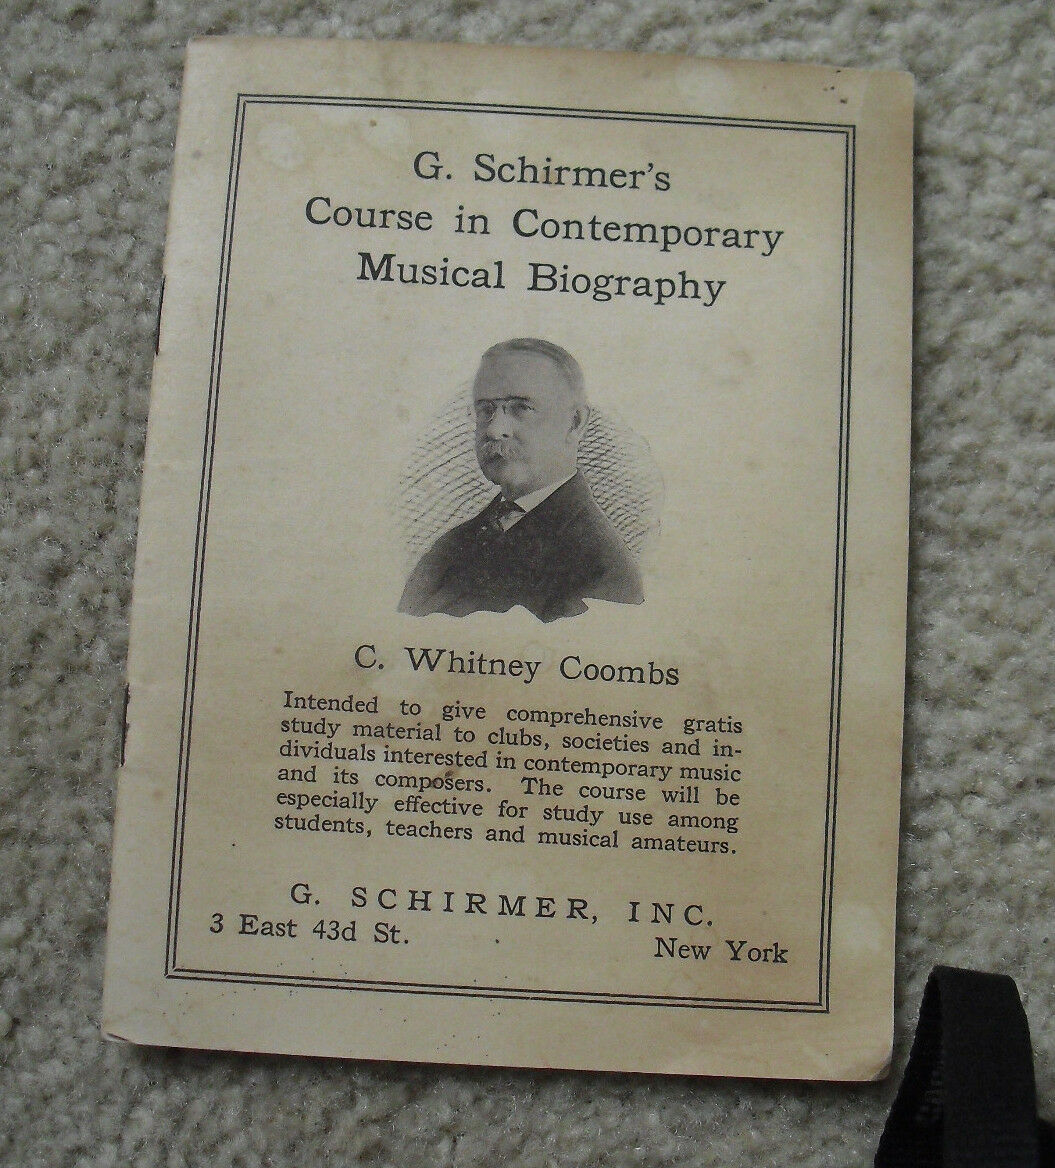 G. Schirmer's
Course in Contemporary
Musical Biography
C. Whitney Coombs
Intended to give comprehensive gratis
study material to clubs, societies and in-
dividuals interested in contemporary music
and its composers. The course will be
especially effective for study use among
students, teachers and musical amateurs.
G. SCHIRMER, INC.
3 East 43d St.
New York